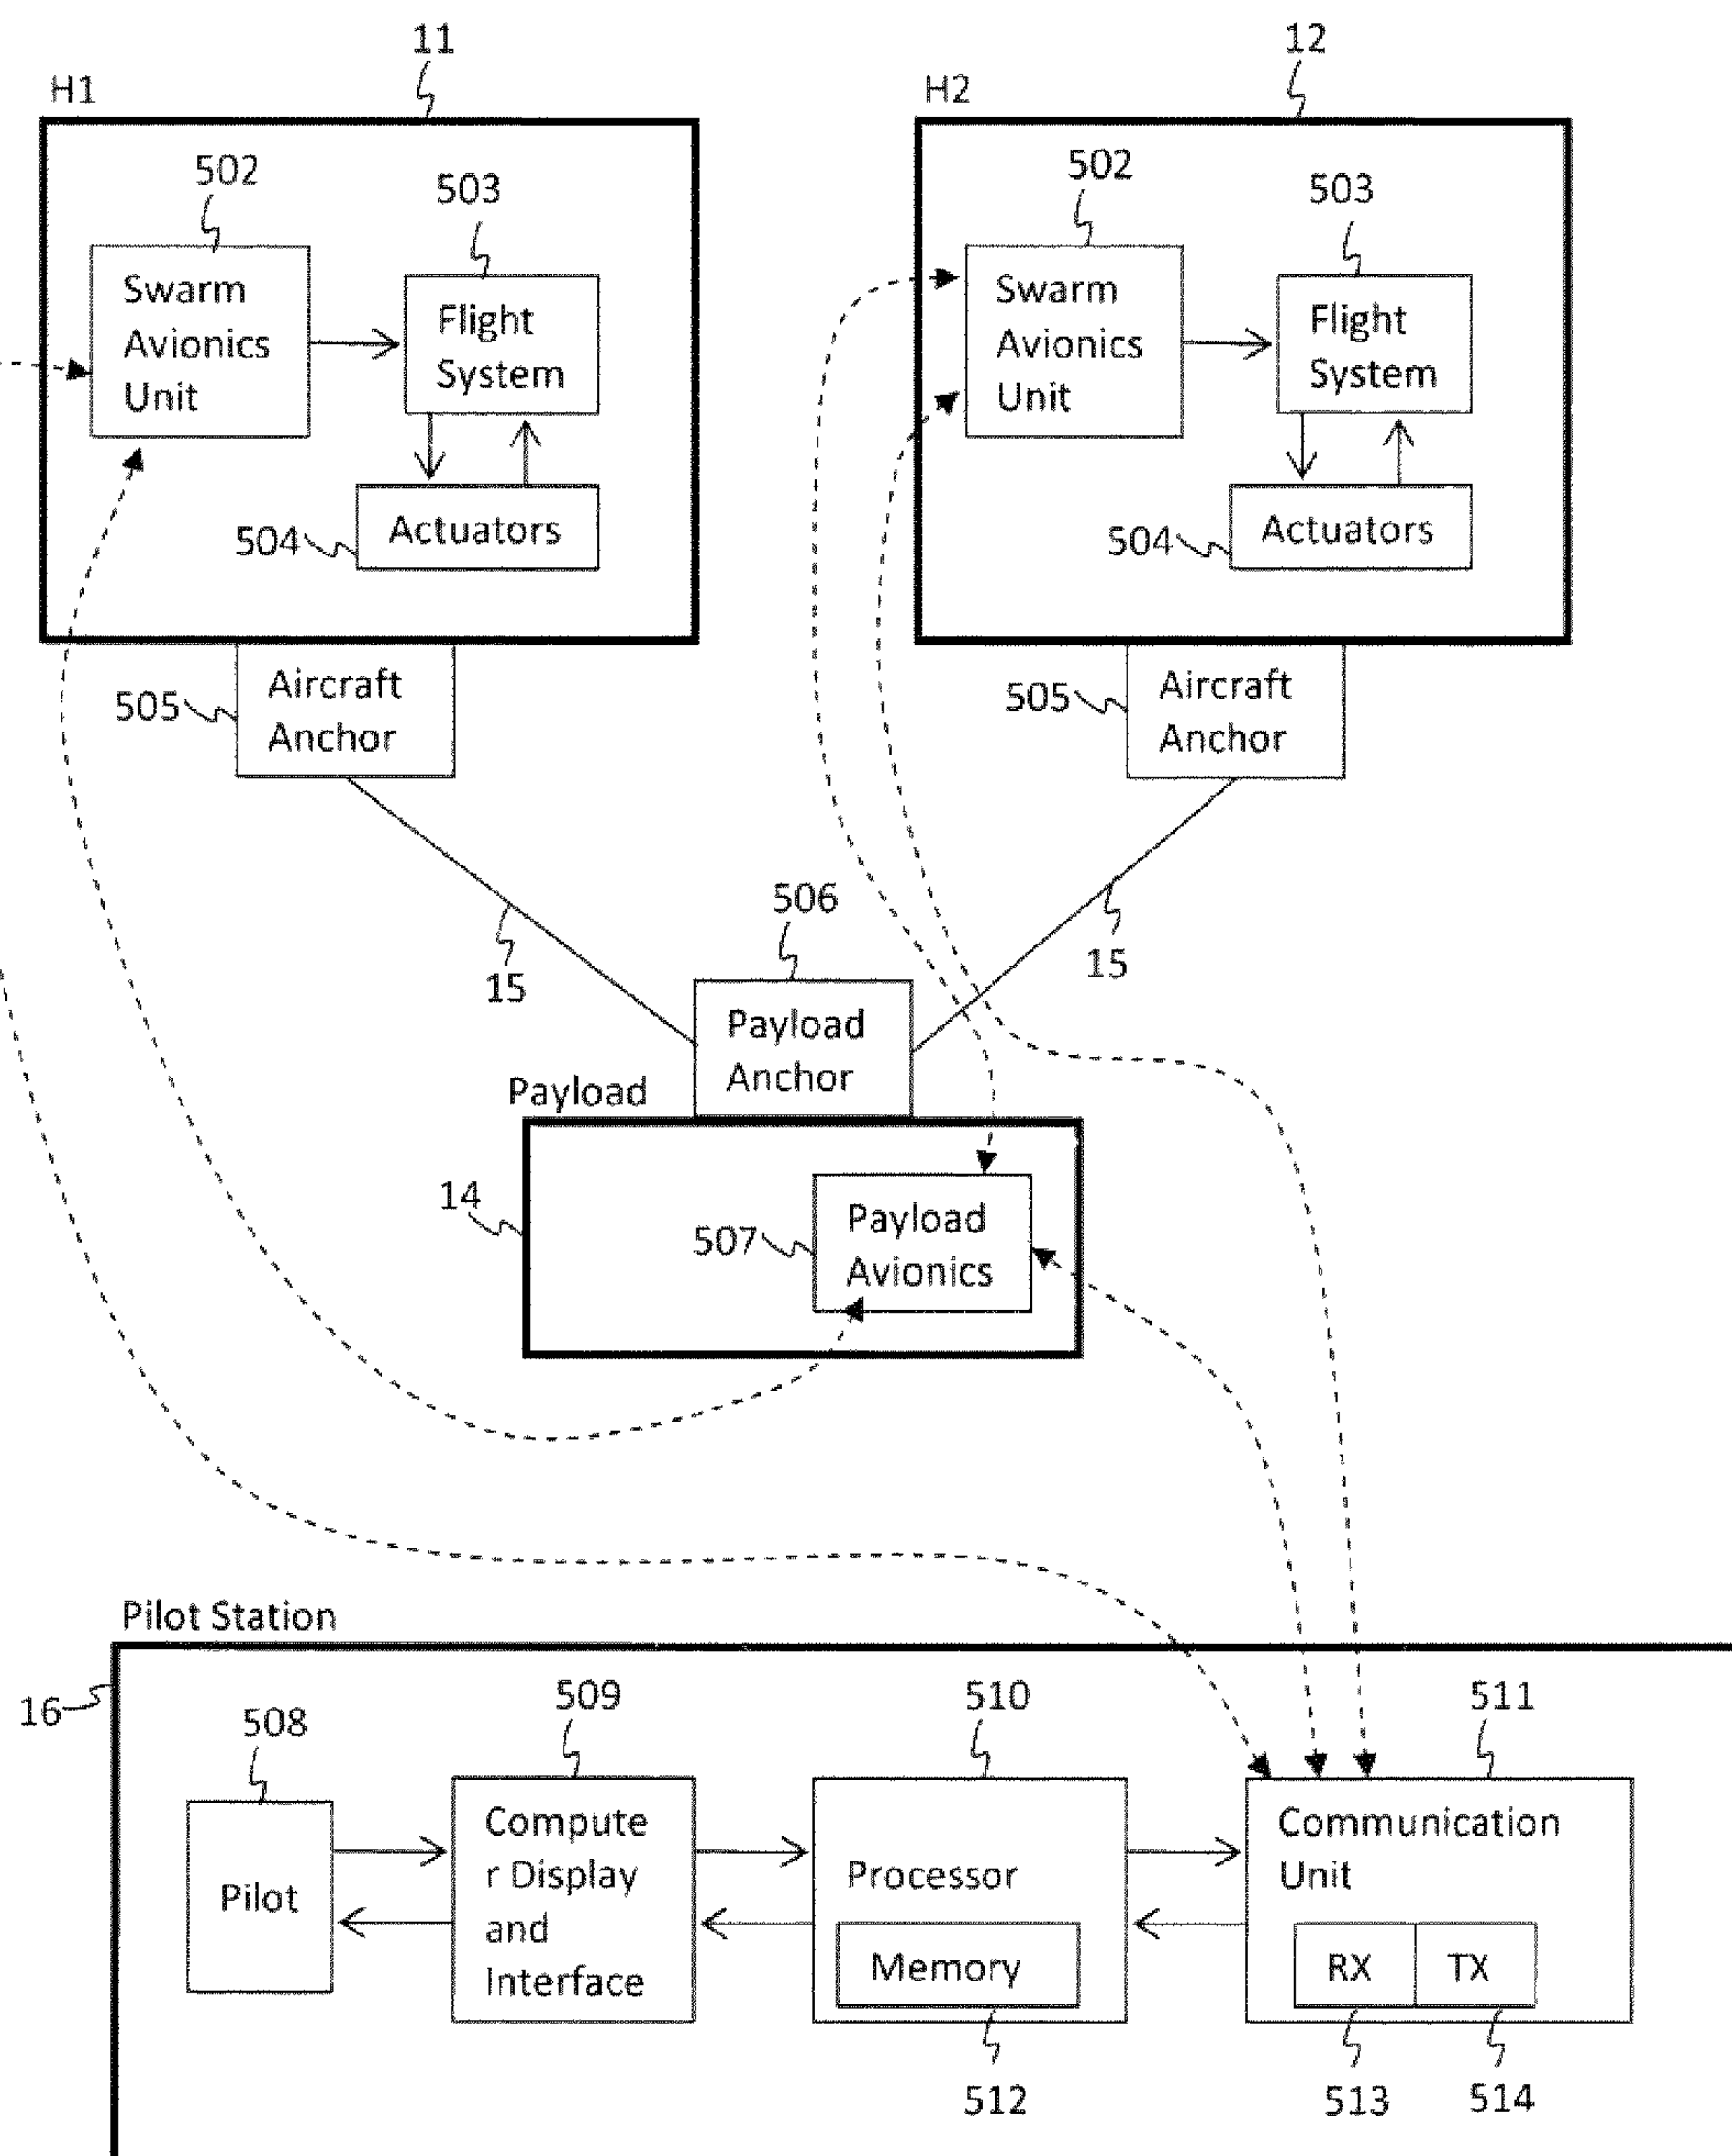 11
12
H1
H2
502
503
502
503
Swarm
Avionics
Unit
Flight
System
Swarm
Avionics
Unit
Flight
System
504
Actuators
504
Actuators
505
Aircraft
Anchor
505
Aircraft
Anchor
506
15
15
Payload
Anchor
Payload
14
507
Payload
Avionics
Pilot Station
16
508
509
510
511
Pilot
Compute
r Display
and
Interface
Processor
Memory
Communication
Unit
RX
TX
512
513
514